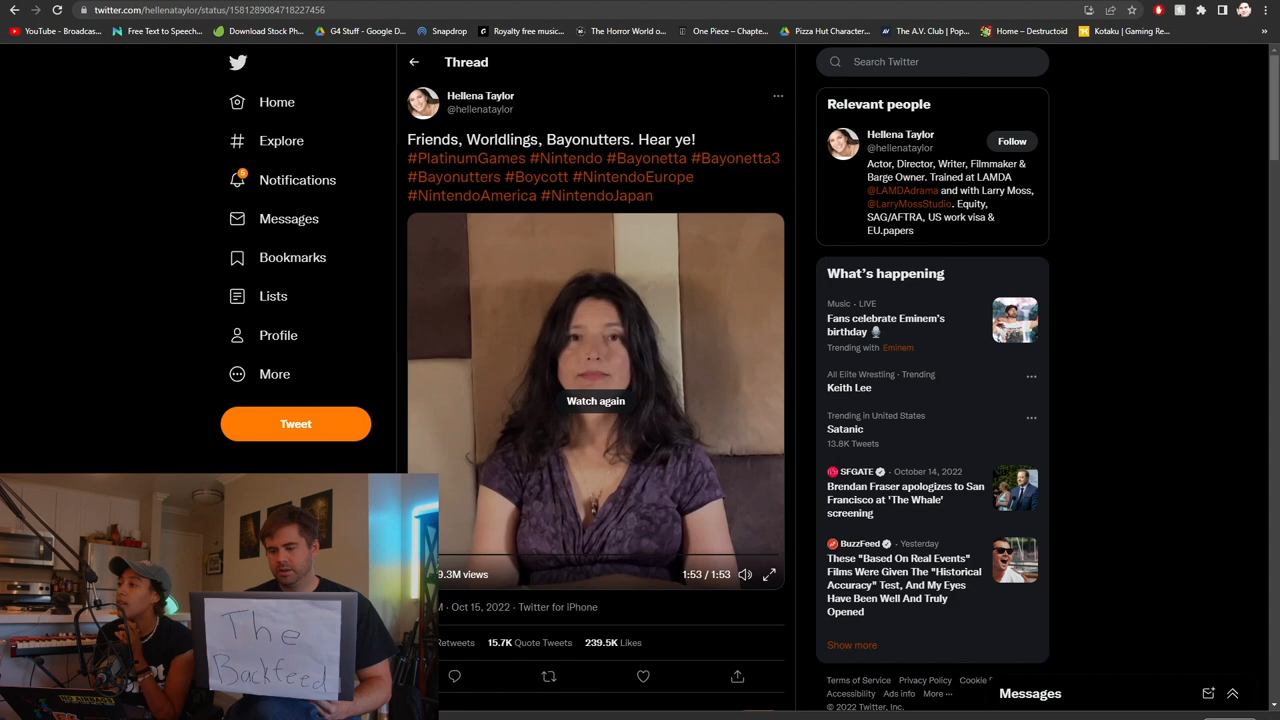 twitter.com/hellenataylor/status/1581289084718227456
YouTube - Broadcas...
Free Text to Speech...
Download Stock Ph...
G4 Stuff - Google D...
Snapdrop
Royalty free music...
The Horror World o...
One Piece – Chapte...
Pizza Hut Character...
The A.V. Club | Pop...
Home – Destructoid
Kotaku | Gaming Re...
Home
Explore
5
Notifications
Messages
Bookmarks
Lists
Profile
More
Tweet
Thread
Hellena Taylor
@hellenataylor
Friends, Worldlings, Bayonutters. Hear ye!
#PlatinumGames #Nintendo #Bayonetta #Bayonetta3
#Bayonutters #Boycott #NintendoEurope
#NintendoAmerica #NintendoJapan
Watch again
9.3M views
1:53 / 1:53
· Oct 15, 2022 · Twitter for iPhone
Retweets 15.7K Quote Tweets 239.5K Likes
Search Twitter
Relevant people
Hellena Taylor
@hellenataylor
Follow
Actor, Director, Writer, Filmmaker &
Barge Owner. Trained at LAMDA
@LAMDAdrama and with Larry Moss,
@LarryMossStudio. Equity,
SAG/AFTRA, US work visa &
EU.papers
What's happening
Music · LIVE
Fans celebrate Eminem's
birthday
Trending with Eminem
All Elite Wrestling · Trending
Keith Lee
Trending in United States
Satanic
13.8K Tweets
SFGATE · October 14, 2022
Brendan Fraser apologizes to San
Francisco at 'The Whale'
screening
BuzzFeed · Yesterday
These "Based On Real Events"
Films Were Given The "Historical
Accuracy" Test, And My Eyes
Have Been Well And Truly
Opened
Show more
Terms of Service Privacy Policy Cookie
Accessibility Ads info More ...
© 2022 Twitter, Inc.
Messages
The
Backfeed